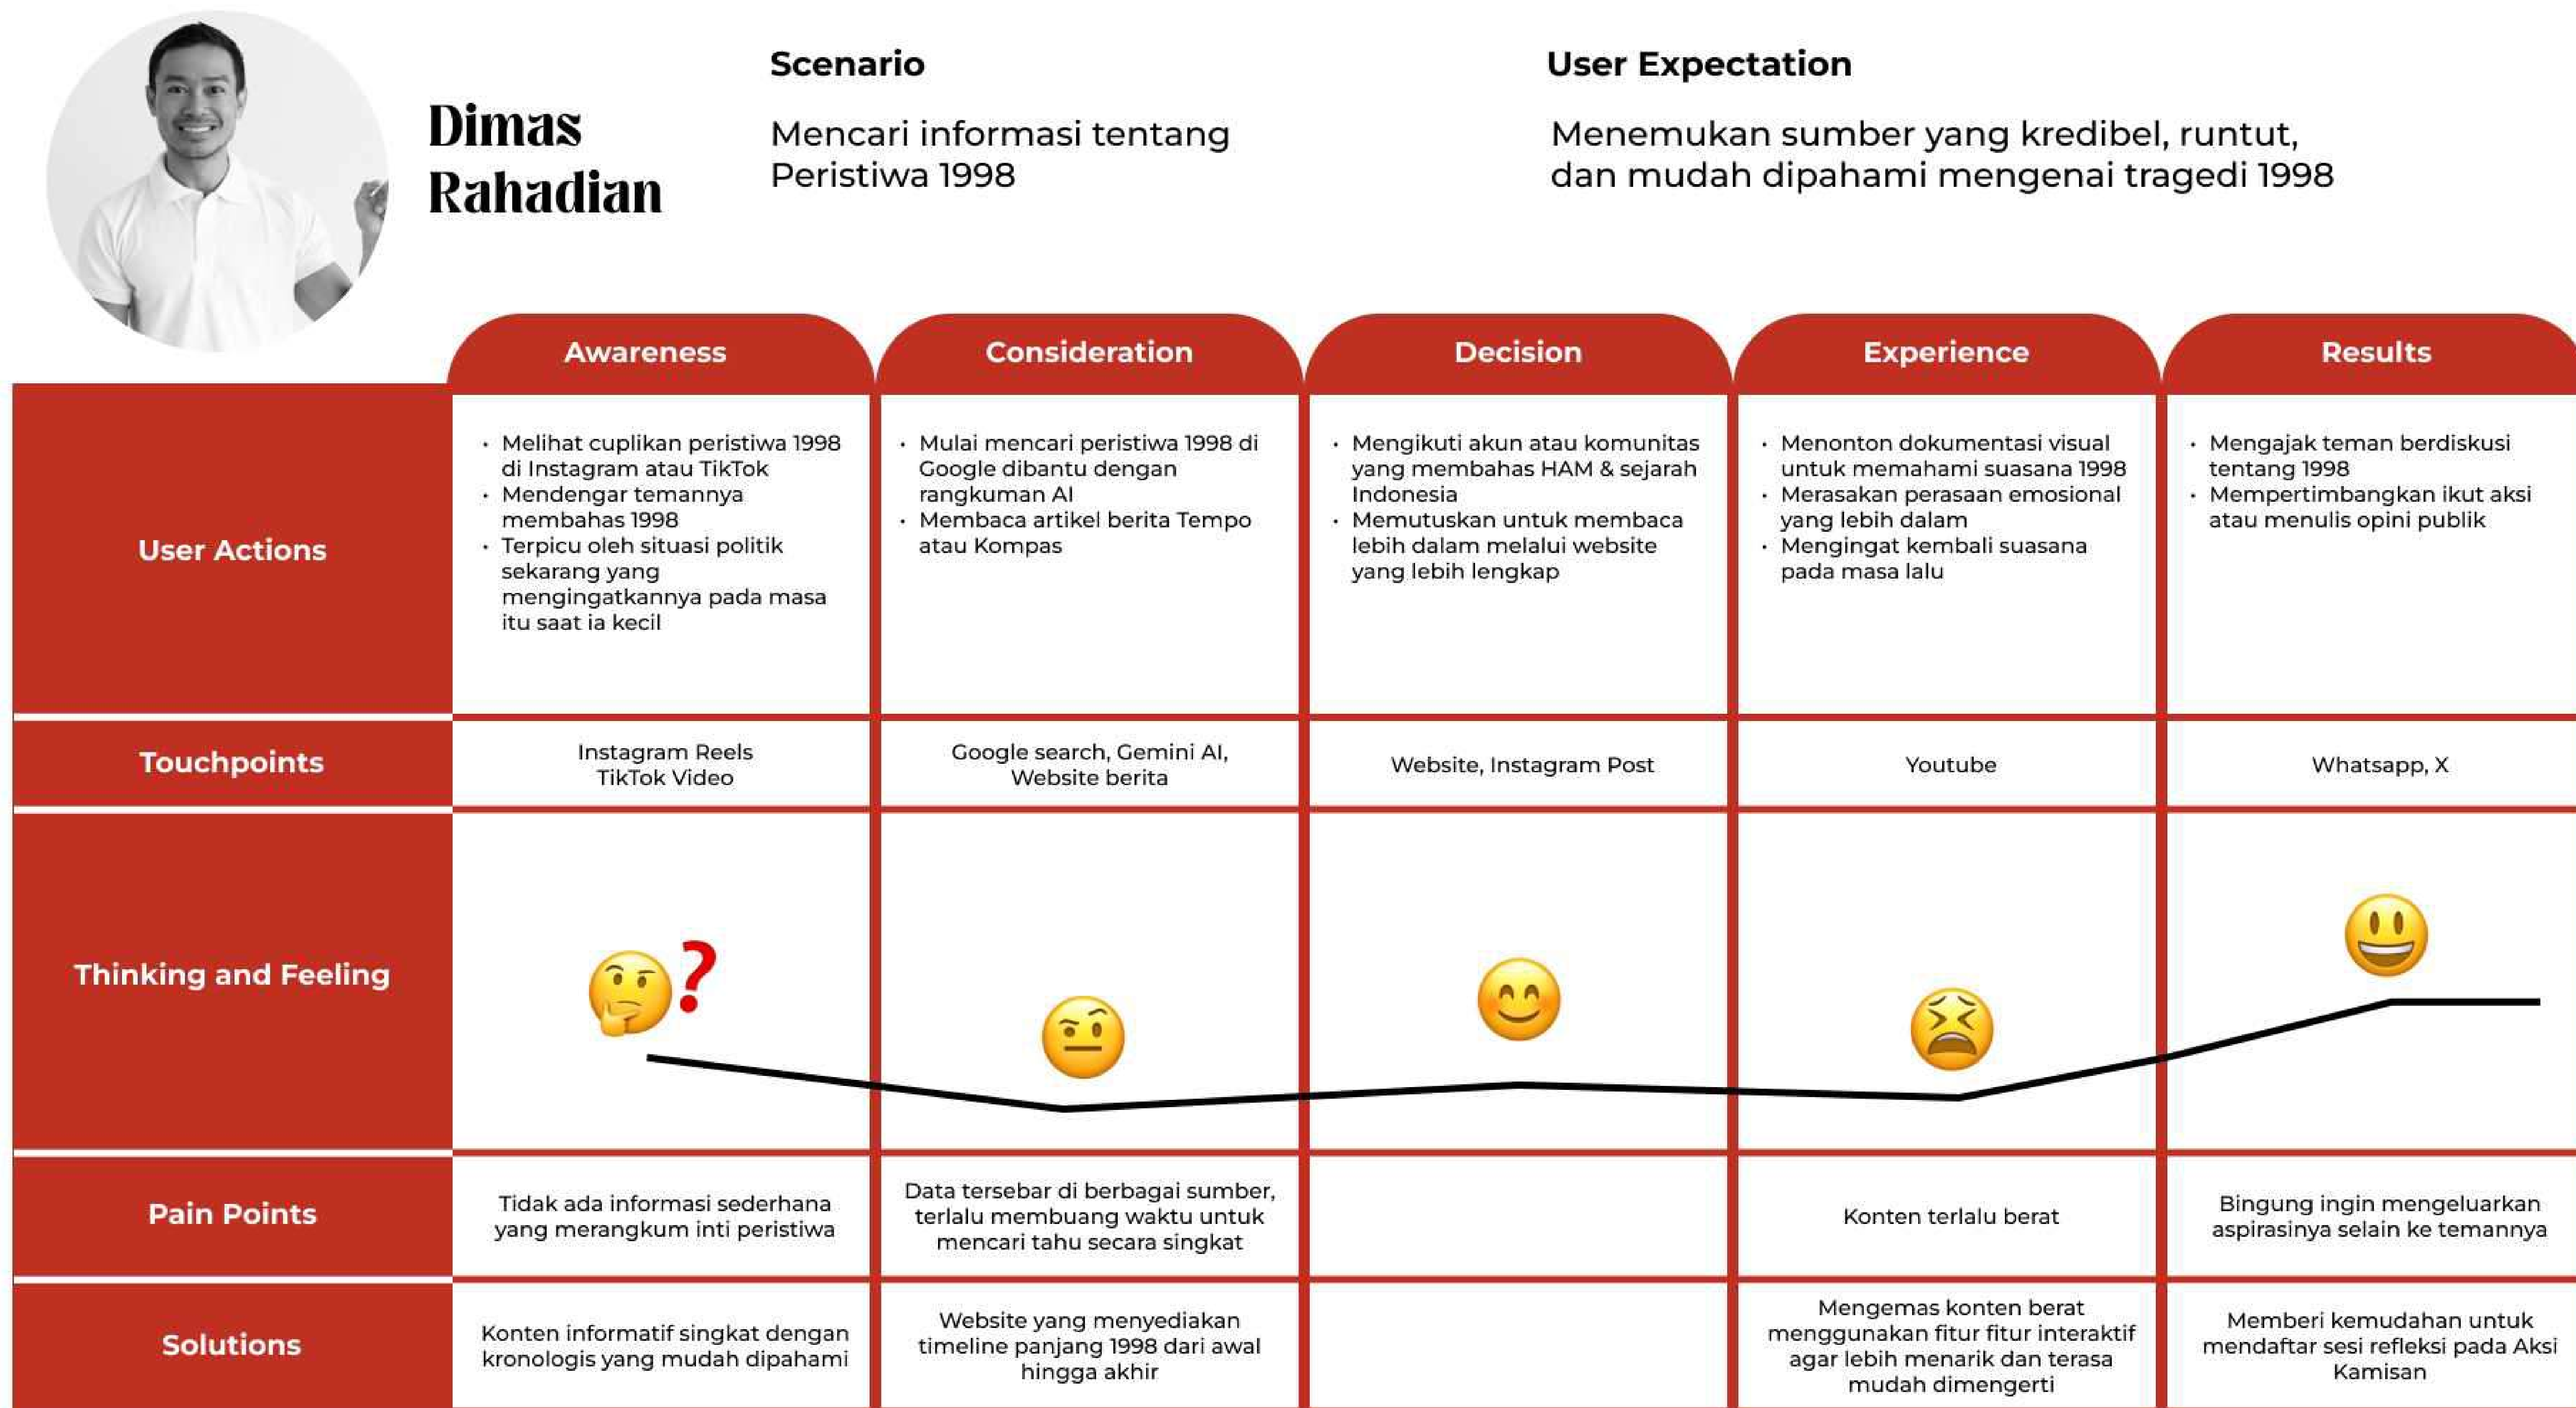 Dimas
Rahadian
Scenario
Mencari informasi tentang
Peristiwa 1998
User Expectation
Menemukan sumber yang kredibel, runtut,
dan mudah dipahami mengenai tragedi 1998
Awareness
Consideration
Decision
Experience
Results
User Actions
• Melihat cuplikan peristiwa 1998
di Instagram atau TikTok
• Mendengar temannya
membahas 1998
• Terpicu oleh situasi politik
sekarang yang
mengingatkannya pada masa
itu saat ia kecil
• Mulai mencari peristiwa 1998 di
Google dibantu dengan
rangkuman AI
• Membaca artikel berita Tempo
atau Kompas
• Mengikuti akun atau komunitas
yang membahas HAM & sejarah
Indonesia
• Memutuskan untuk membaca
lebih dalam melalui website
yang lebih lengkap
• Menonton dokumentasi visual
untuk memahami suasana 1998
• Merasakan perasaan emosional
yang lebih dalam
• Mengingat kembali suasana
pada masa lalu
• Mengajak teman berdiskusi
tentang 1998
• Mempertimbangkan ikut aksi
atau menulis opini publik
Touchpoints
Instagram Reels
TikTok Video
Google search, Gemini AI,
Website berita
Website, Instagram Post
Youtube
Whatsapp, X
Thinking and Feeling
?
Pain Points
Tidak ada informasi sederhana
yang merangkum inti peristiwa
Data tersebar di berbagai sumber,
terlalu membuang waktu untuk
mencari tahu secara singkat
Konten terlalu berat
Bingung ingin mengeluarkan
aspirasinya selain ke temannya
Solutions
Konten informatif singkat dengan
kronologis yang mudah dipahami
Website yang menyediakan
timeline panjang 1998 dari awal
hingga akhir
Mengemas konten berat
menggunakan fitur fitur interaktif
agar lebih menarik dan terasa
mudah dimengerti
Memberi kemudahan untuk
mendaftar sesi refleksi pada Aksi
Kamisan